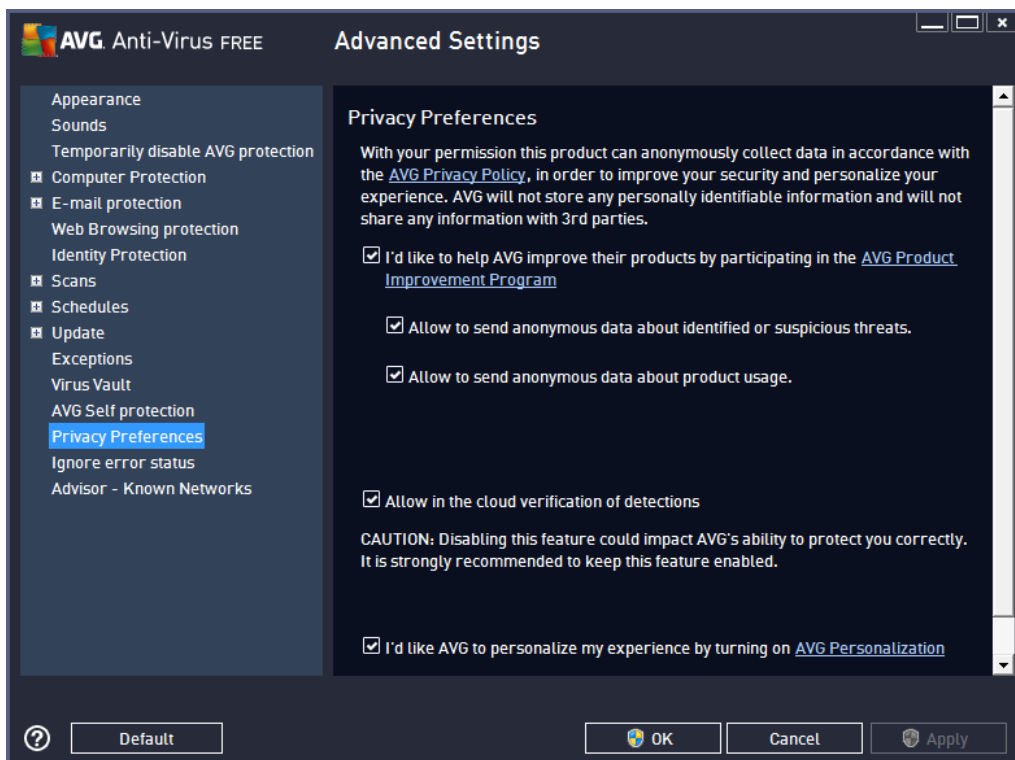 AVG. Anti-Virus FREE
Advanced Settings
Appearance
Sounds
Temporarily disable AVG protection
Computer Protection
E-mail protection
Web Browsing protection
Identity Protection
Scans
Schedules
Update
Exceptions
Virus Vault
AVG Self protection
Privacy Preferences
Ignore error status
Advisor - Known Networks
Privacy Preferences
With your permission this product can anonymously collect data in accordance with
the AVG Privacy Policy, in order to improve your security and personalize your
experience. AVG will not store any personally identifiable information and will not
share any information with 3rd parties.
I'd like to help AVG improve their products by participating in the AVG Product
Improvement Program
Allow to send anonymous data about identified or suspicious threats.
Allow to send anonymous data about product usage.
Allow in the cloud verification of detections
CAUTION: Disabling this feature could impact AVG's ability to protect you correctly.
It is strongly recommended to keep this feature enabled.
I'd like AVG to personalize my experience by turning on AVG Personalization
Default
OK
Cancel
Apply